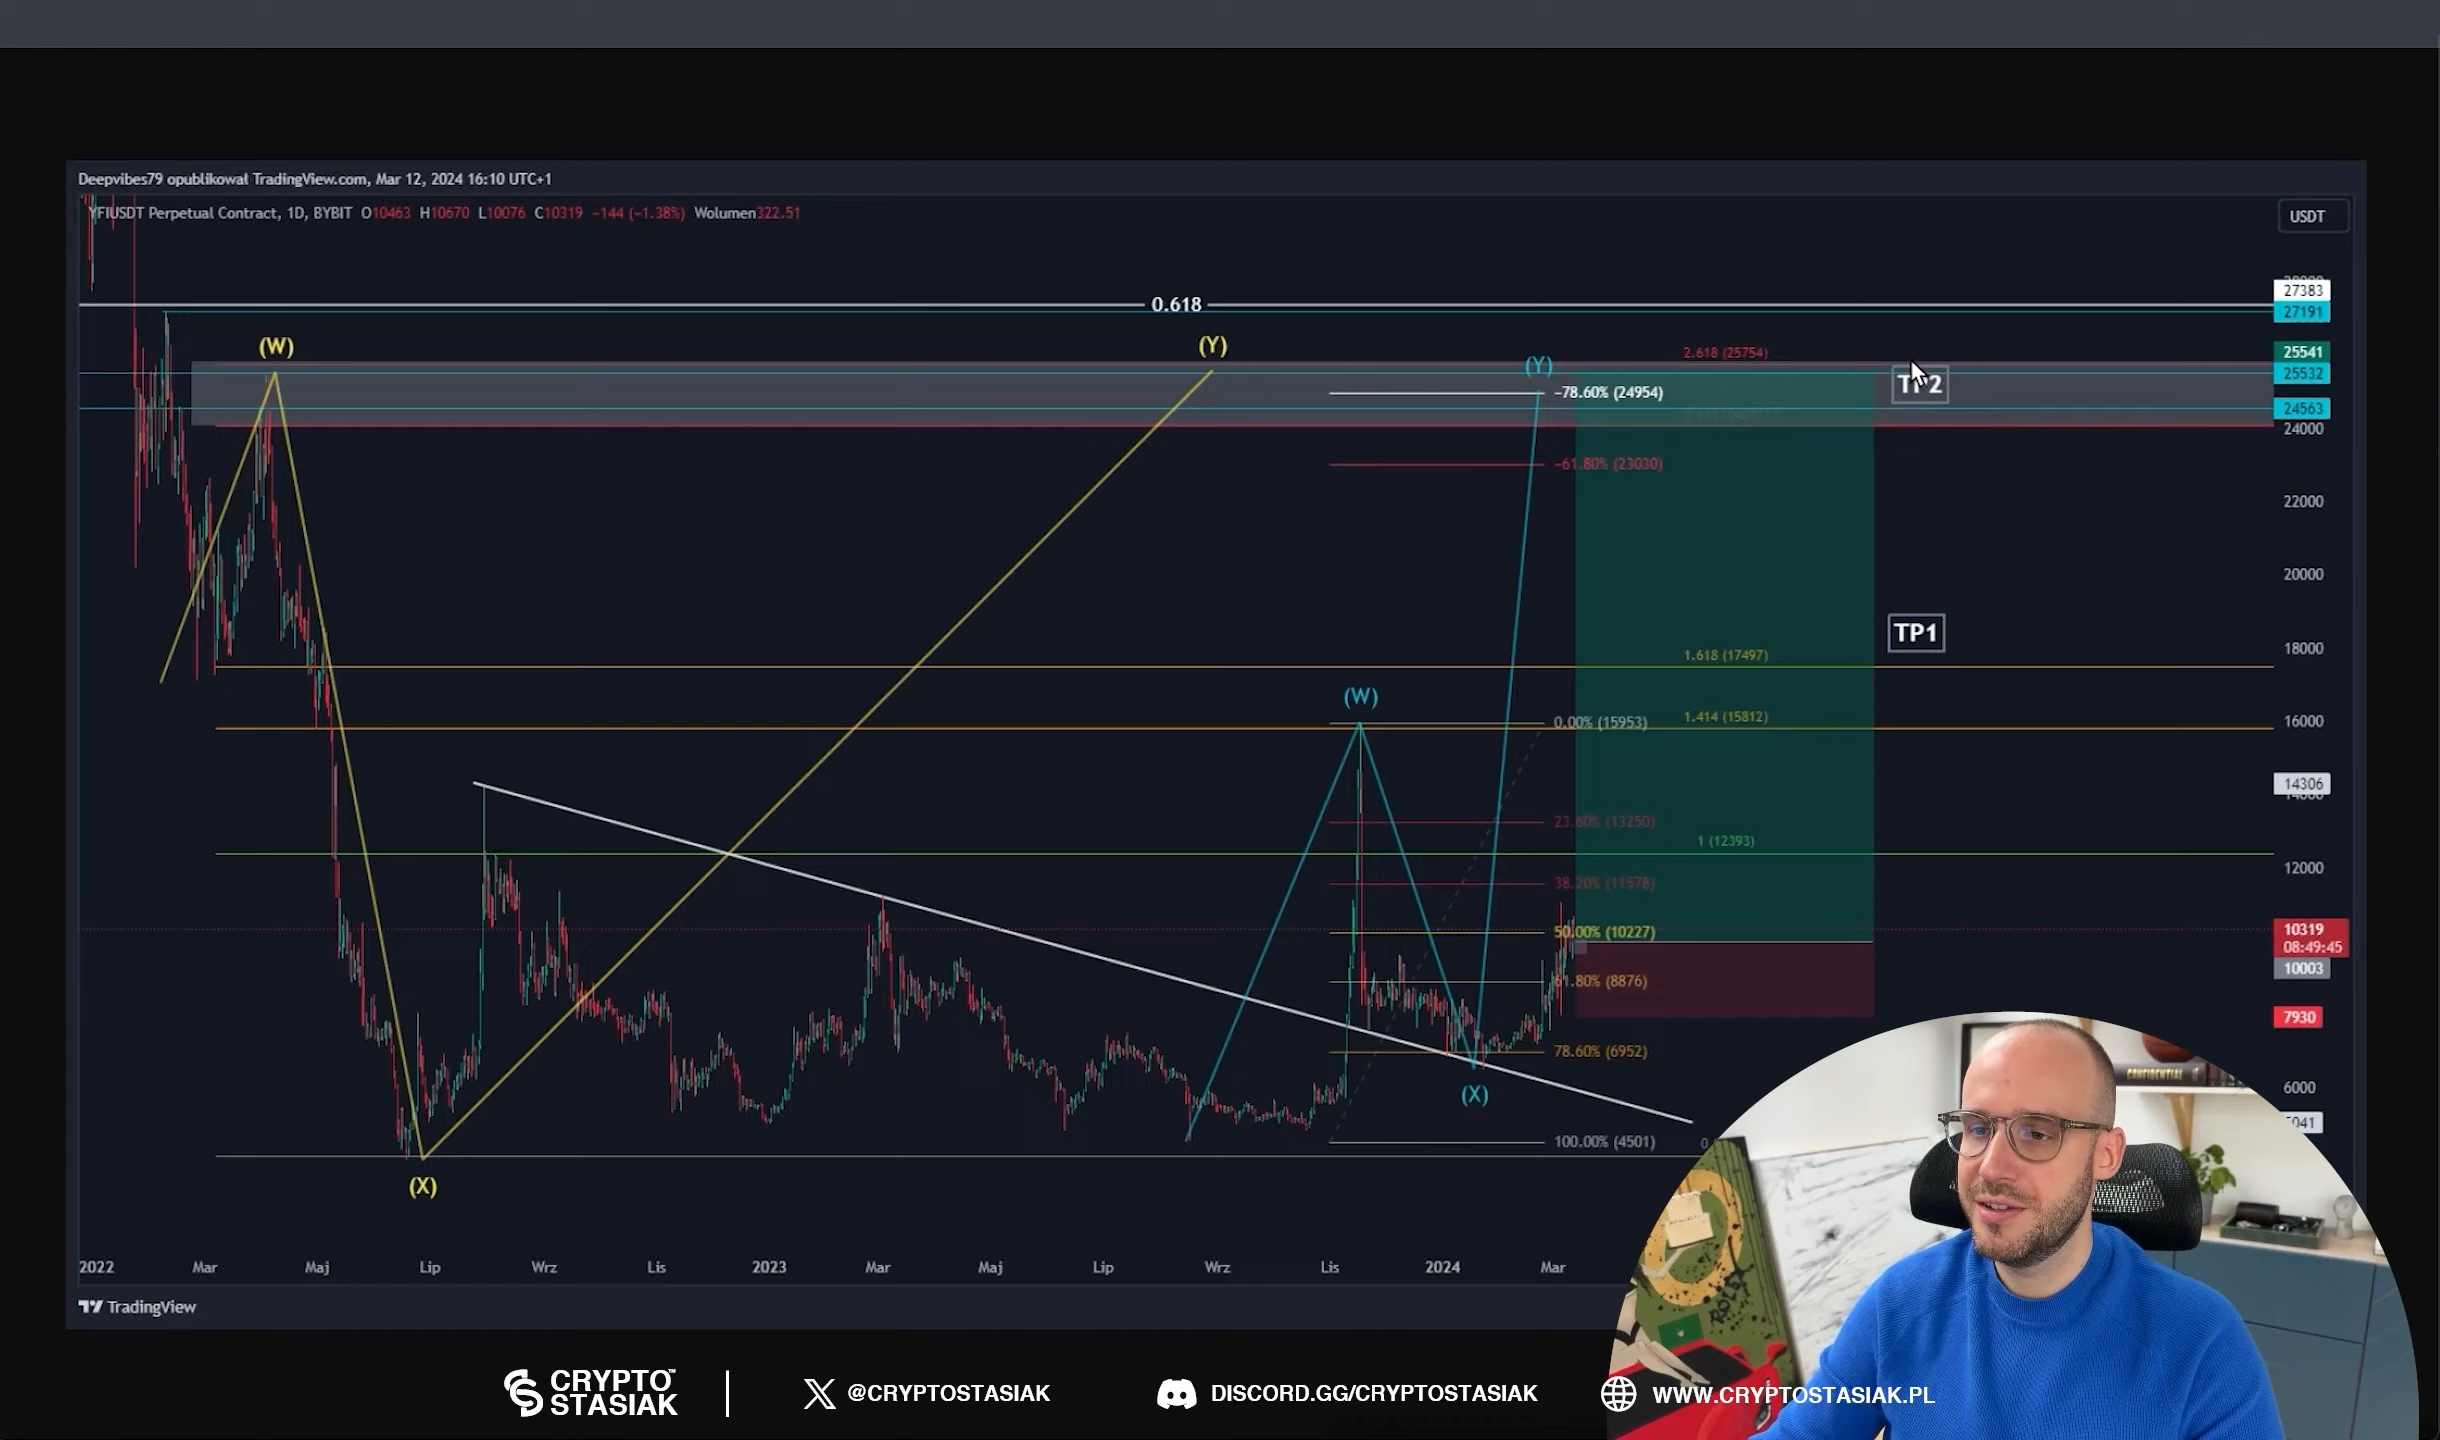 Deepvibes79 opublikował TradingView.com, Mar 12, 2024 16:10 UTC+1
YFIUSDT Perpetual Contract, 1D, BYBIT O10463 H10670 L10076 C10319 −144 (−1.38%) Wolumen322.51
USDT
27383
0.618
27191
(W)
(Y)
2.618 (25754)
25541
(Y)
25532
TP2
−78.60% (24954)
24563
24000
−61.80% (23030)
22000
20000
TP1
18000
1.618 (17497)
(W)
0.00% (15953)
1.414 (15812)
16000
14306
23.60% (13250)
1 (12393)
12000
38.20% (11578)
50.00% (10227)
10319
08:49:45
10003
61.80% (8876)
7930
78.60% (6952)
6000
(X)
041
100.00% (4501)
0
(X)
CONFIDENTIAL
2022 Mar Maj Lip Wrz Lis 2023 Mar Maj Lip Wrz Lis 2024 Mar
TradingView
CRYPTO™
STASIAK
@CRYPTOSTASIAK
DISCORD.GG/CRYPTOSTASIAK
WWW.CRYPTOSTASIAK.PL